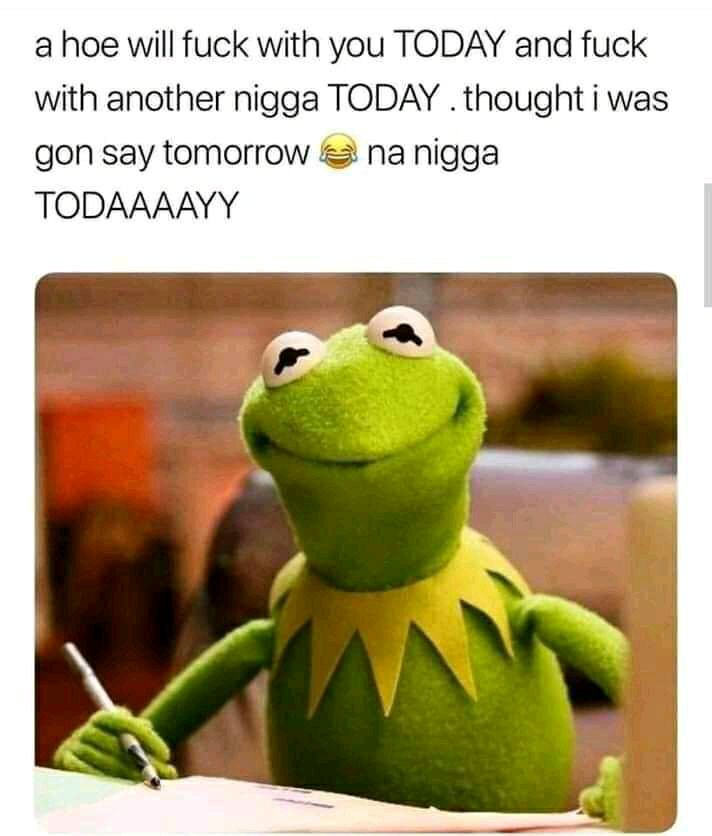 a hoe will fuck with you TODAY and fuck
with another nigga TODAY . thought i was
gon say tomorrow 😂 na nigga
TODAAAAYY